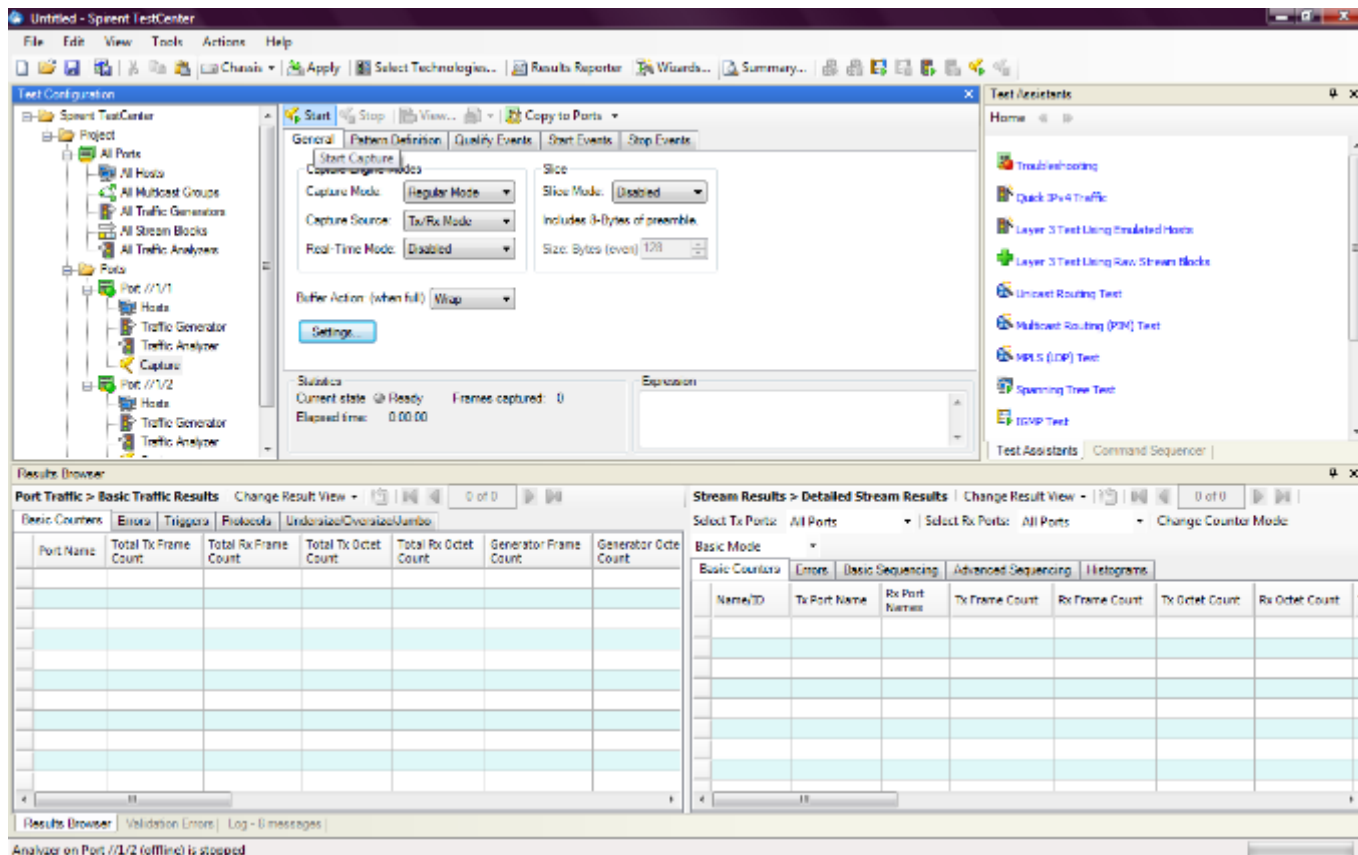 Untitled - Spirent TestCenter
File Edit View Tools Actions Help
Chassis Apply Select Technologies... Results Reporter Wizards... Summary...
Test Configuration
Spirent TestCenter
Project
All Ports
All Hosts
All Multicast Groups
All Traffic Generators
All Stream Blocks
All Traffic Analyzers
Ports
Port //1/1
Hosts
Traffic Generator
Traffic Analyzer
Capture
Port //1/2
Hosts
Traffic Generator
Traffic Analyzer
Start Stop View... Copy to Ports
General Pattern Definition Qualify Events Start Events Stop Events
Start Capture
Capture Engine Modes
Capture Mode: Regular Mode
Capture Source: Tx/Rx Mode
Real-Time Mode: Disabled
Slice
Slice Mode: Disabled
Includes 8-Bytes of preamble.
Size: Bytes (even) 128
Buffer Action: (when full) Wrap
Settings...
Statistics
Current state Ready Frames captured: 0
Elapsed time: 0:00:00
Expression
Test Assistants
Home
Troubleshooting
Quick IPv4 Traffic
Layer 3 Test Using Emulated Hosts
Layer 3 Test Using Raw Stream Blocks
Unicast Routing Test
Multicast Routing (PIM) Test
MPLS (LDP) Test
Spanning Tree Test
IGMP Test
Test Assistants Command Sequencer
Results Browser
Port Traffic > Basic Traffic Results Change Result View 0 of 0
Basic Counters Errors Triggers Protocols Undersize/Oversize/Jumbo
Port Name Total Tx Frame Count Total Rx Frame Count Total Tx Octet Count Total Rx Octet Count Generator Frame Count Generator Octe Count
Stream Results > Detailed Stream Results Change Result View 0 of 0
Select Tx Ports: All Ports Select Rx Ports: All Ports Change Counter Mode:
Basic Mode
Basic Counters Errors Basic Sequencing Advanced Sequencing Histograms
Name/ID Tx Port Name Rx Port Names Tx Frame Count Rx Frame Count Tx Octet Count Rx Octet Count
Results Browser Validation Errors Log - 8 messages
Analyzer on Port //1/2 (offline) is stopped